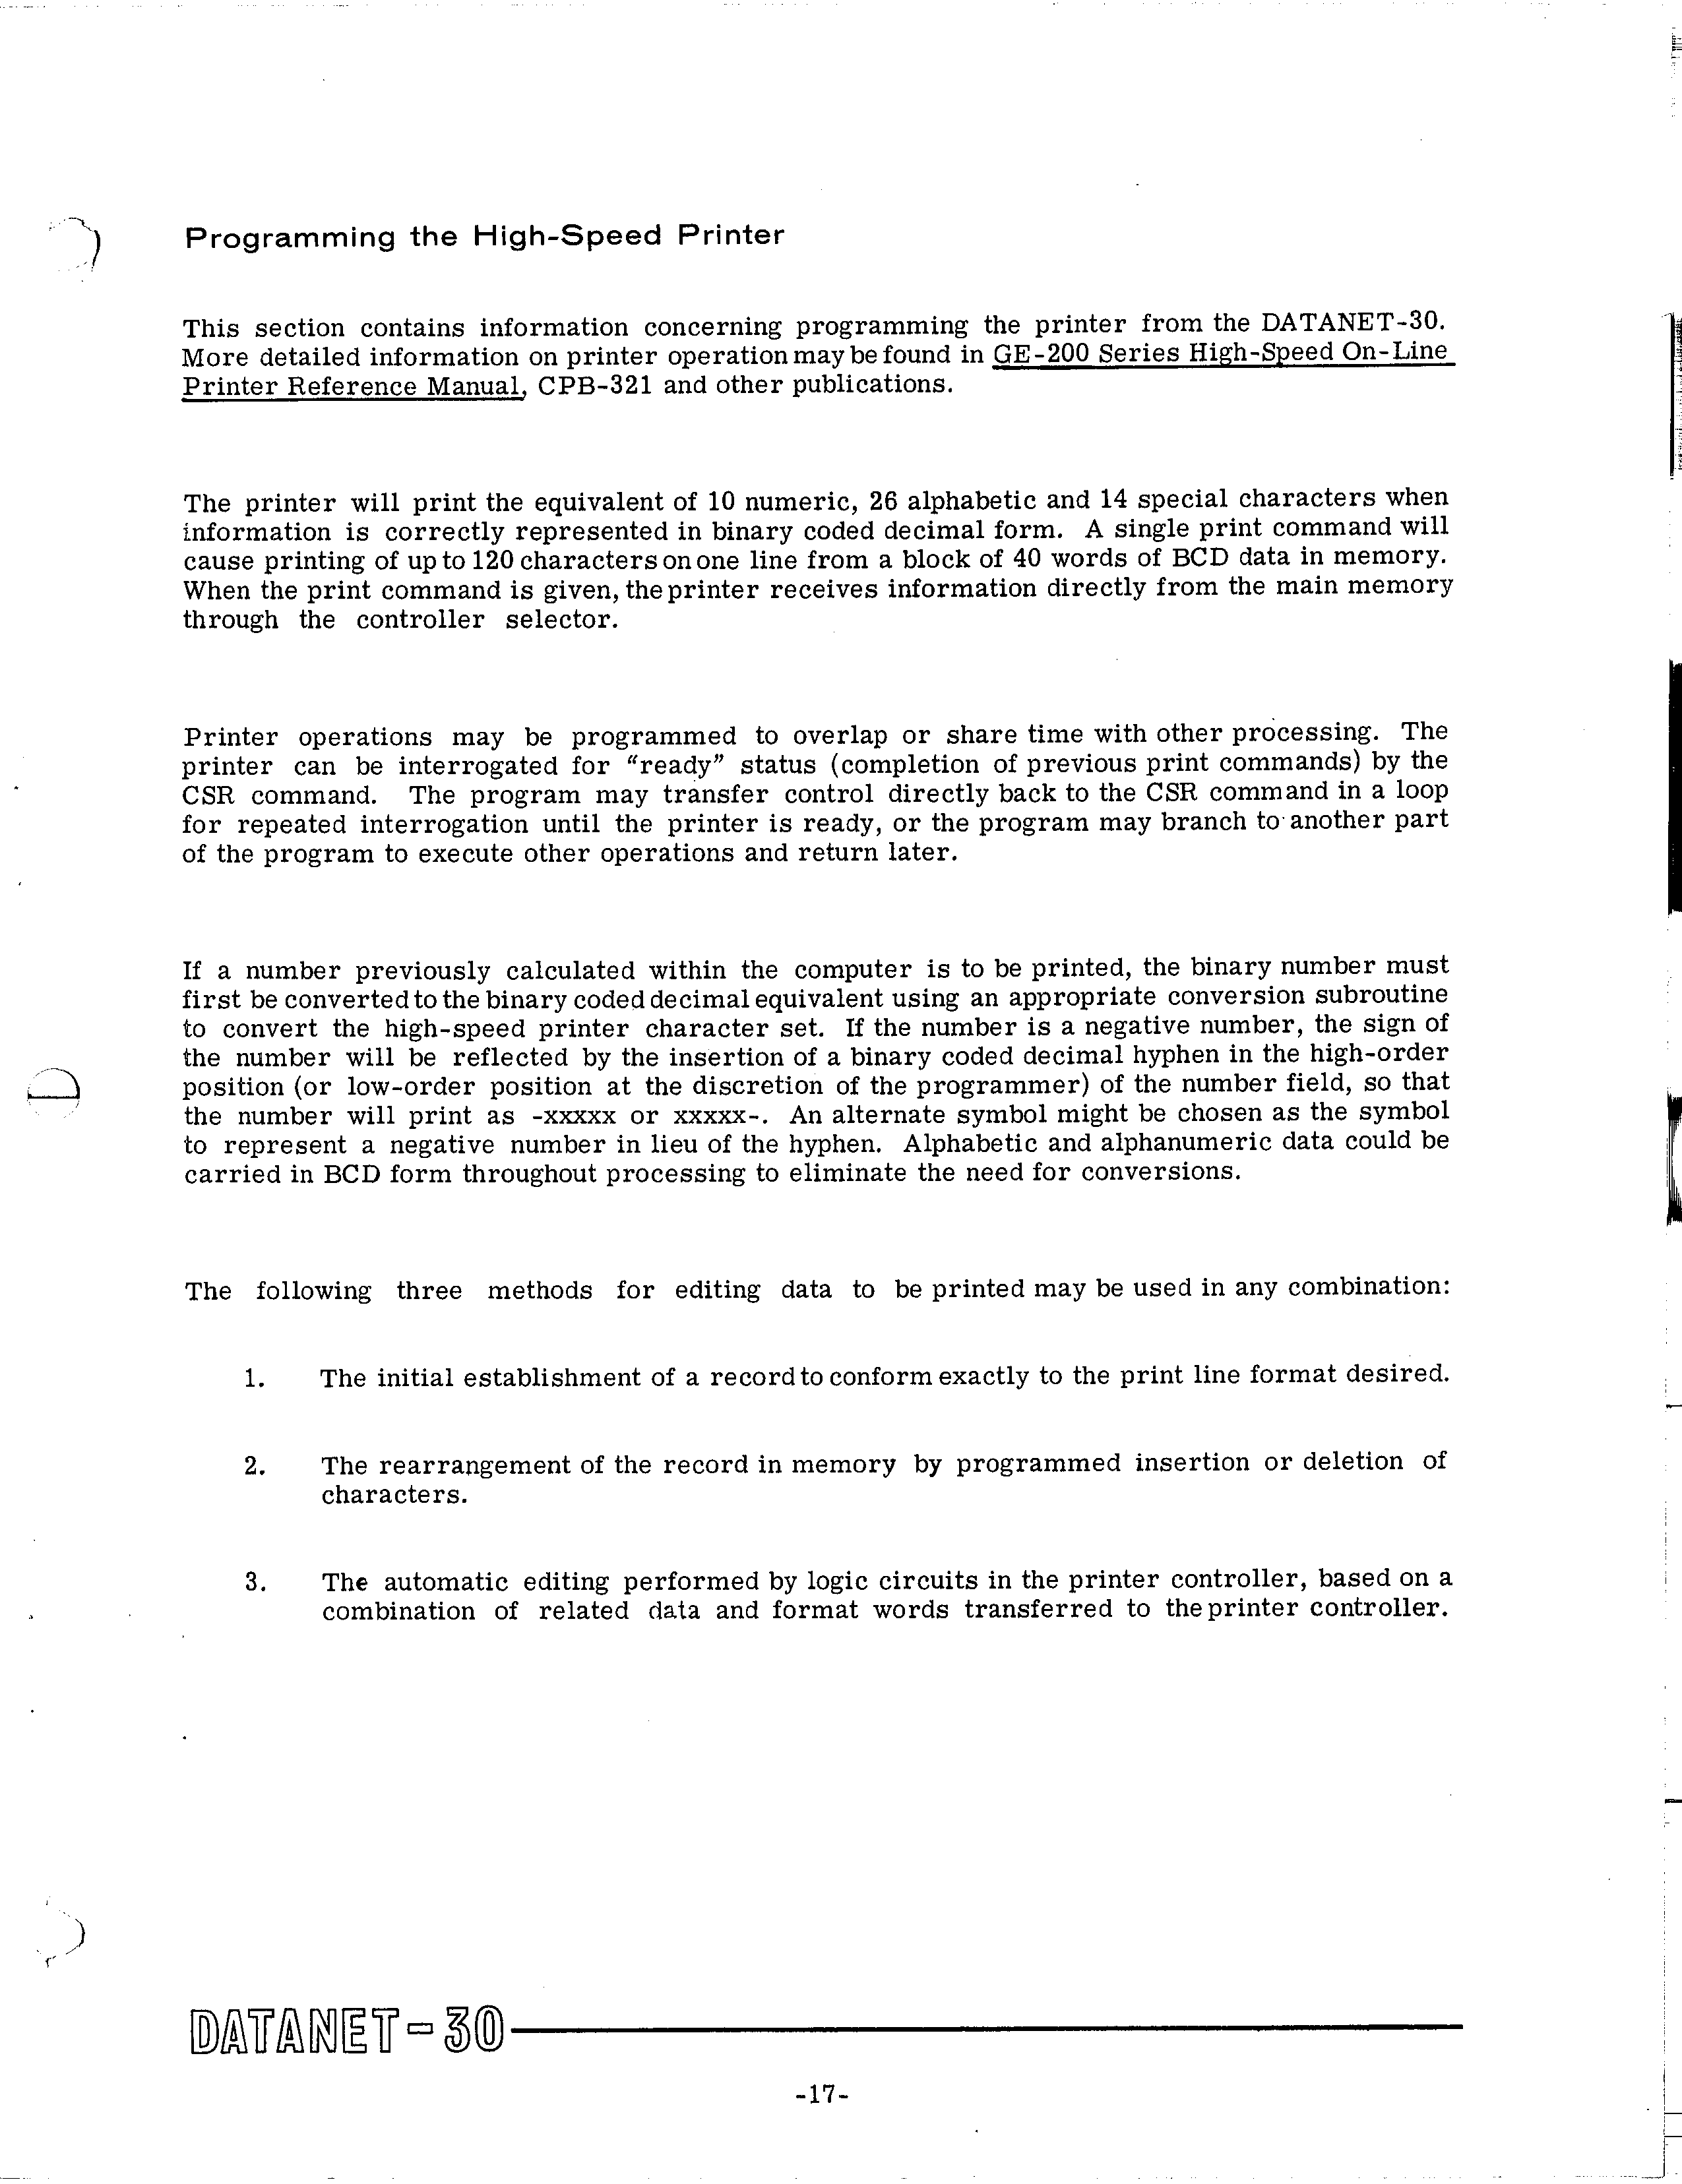 Programming the High-Speed Printer
This section contains information concerning programming the printer from the DATANET-30.
More detailed information on printer operation may be found in GE-200 Series High-Speed On-Line
Printer Reference Manual, CPB-321 and other publications.
The printer will print the equivalent of 10 numeric, 26 alphabetic and 14 special characters when
information is correctly represented in binary coded decimal form. A single print command will
cause printing of up to 120 characters on one line from a block of 40 words of BCD data in memory.
When the print command is given, the printer receives information directly from the main memory
through the controller selector.
Printer operations may be programmed to overlap or share time with other processing. The
printer can be interrogated for “ready” status (completion of previous print commands) by the
CSR command. The program may transfer control directly back to the CSR command in a loop
for repeated interrogation until the printer is ready, or the program may branch to another part
of the program to execute other operations and return later.
If a number previously calculated within the computer is to be printed, the binary number must
first be converted to the binary coded decimal equivalent using an appropriate conversion subroutine
to convert the high-speed printer character set. If the number is a negative number, the sign of
the number will be reflected by the insertion of a binary coded decimal hyphen in the high-order
position (or low-order position at the discretion of the programmer) of the number field, so that
the number will print as -xxxxx or xxxxx-. An alternate symbol might be chosen as the symbol
to represent a negative number in lieu of the hyphen. Alphabetic and alphanumeric data could be
carried in BCD form throughout processing to eliminate the need for conversions.
The following three methods for editing data to be printed may be used in any combination:
1. The initial establishment of a record to conform exactly to the print line format desired.
2. The rearrangement of the record in memory by programmed insertion or deletion of
characters.
3. The automatic editing performed by logic circuits in the printer controller, based on a
combination of related data and format words transferred to the printer controller.
DATANET-30
-17-